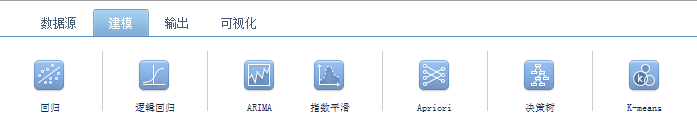 数据源 建模 输出 可视化
回归 逻辑回归 ARIMA 指数平滑 Apriori 决策树 K-means